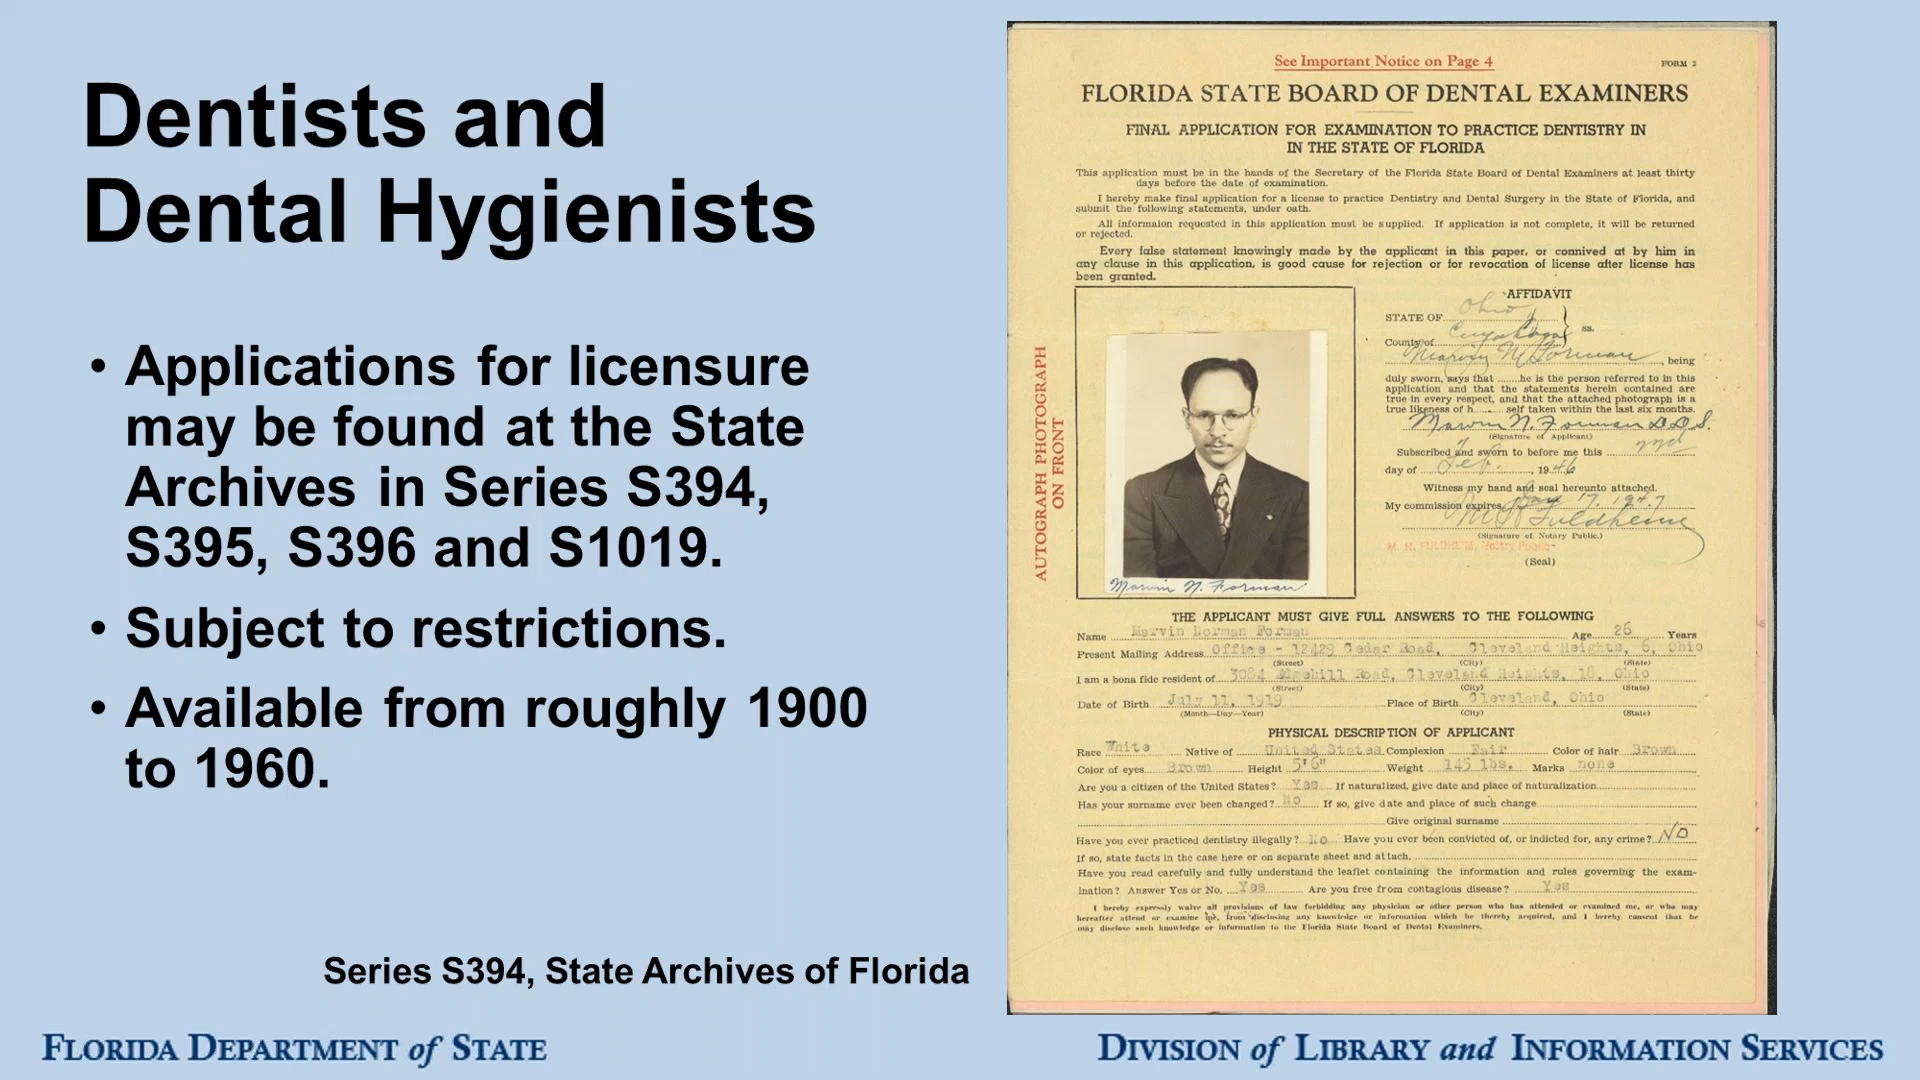 Dentists and
Dental Hygienists
• Applications for licensure
may be found at the State
Archives in Series S394,
S395, S396 and S1019.
• Subject to restrictions.
• Available from roughly 1900
to 1960.
Series S394, State Archives of Florida
FLORIDA DEPARTMENT of STATE
DIVISION of LIBRARY and INFORMATION SERVICES
See Important Notice on Page 4
FORM 2
FLORIDA STATE BOARD OF DENTAL EXAMINERS
FINAL APPLICATION FOR EXAMINATION TO PRACTICE DENTISTRY IN
IN THE STATE OF FLORIDA
This application must be in the hands of the Secretary of the Florida State Board of Dental Examiners at least thirty
days before the date of examination.
I hereby make final application for a license to practice Dentistry and Dental Surgery in the State of Florida, and
submit the following statements, under oath.
All informaion requested in this application must be supplied. If application is not complete, it will be returned
or rejected.
Every false statement knowingly made by the applicant in this paper, or connived at by him in
any clause in this application, is good cause for rejection or for revocation of license after license has
been granted.
AUTOGRAPH PHOTOGRAPH
ON FRONT
Marvin N. Forman
AFFIDAVIT
STATE OF Ohio
ss.
County of Cuyahoga
Marvin N. Forman, being
duly sworn, says that ......he is the person referred to in this
application and that the statements herein contained are
true in every respect, and that the attached photograph is a
true likeness of h...... self taken within the last six months.
Marvin N. Forman D.D.S.
(Signature of Applicant)
Subscribed and sworn to before me this
day of Feb., 1946
Witness my hand and seal hereunto attached.
My commission expires Jan 17, 1947
(Signature of Notary Public.)
M. N. FULDHEIM, Notary Public
(Seal)
THE APPLICANT MUST GIVE FULL ANSWERS TO THE FOLLOWING
Name Marvin Norman Forman Age 26 Years
Present Mailing Address Office - 12429 Cedar Road, Cleveland Heights, 6, Ohio
(Street) (City) (State)
I am a bona fide resident of 3084 Edgehill Road, Cleveland Heights, 18, Ohio
(Street) (City) (State)
Date of Birth July 11, 1919 Place of Birth Cleveland, Ohio
(Month—Day—Year) (City) (State)
PHYSICAL DESCRIPTION OF APPLICANT
Race White Native of United States Complexion Fair Color of hair Brown
Color of eyes Brown Height 5'6" Weight 145 lbs. Marks none
Are you a citizen of the United States? Yes If naturalized, give date and place of naturalization
Has your surname ever been changed? No If so, give date and place of such change
Give original surname
Have you ever practiced dentistry illegally? No Have you ever been convicted of, or indicted for, any crime? NO
If so, state facts in the case here or on separate sheet and attach.
Have you read carefully and fully understand the leaflet containing the information and rules governing the exam-
ination? Answer Yes or No. Yes Are you free from contagious disease? Yes
I hereby expressly waive all provisions of law forbidding any physician or other person who has attended or examined me, or who may
hereafter attend or examine me, from disclosing any knowledge or information which he thereby acquired, and I hereby consent that he
may disclose such knowledge or information to the Florida State Board of Dental Examiners.